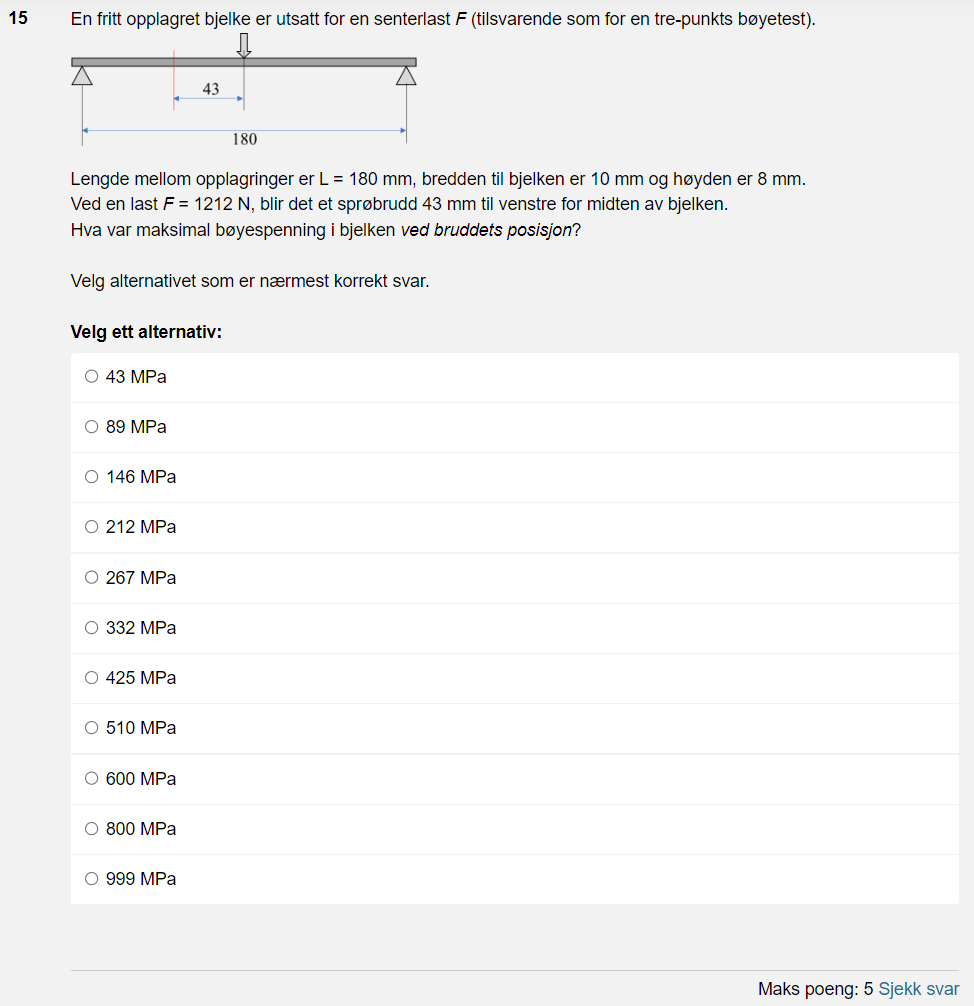 15 En fritt opplagret bjelke er utsatt for en senterlast F (tilsvarende som for en tre-punkts bøyetest).
43
180
Lengde mellom opplagringer er L = 180 mm, bredden til bjelken er 10 mm og høyden er 8 mm.
Ved en last F = 1212 N, blir det et sprøbrudd 43 mm til venstre for midten av bjelken.
Hva var maksimal bøyespenning i bjelken ved bruddets posisjon?
Velg alternativet som er nærmest korrekt svar.
Velg ett alternativ:
43 MPa
89 MPa
146 MPa
212 MPa
267 MPa
332 MPa
425 MPa
510 MPa
600 MPa
800 MPa
999 MPa
Maks poeng: 5 Sjekk svar